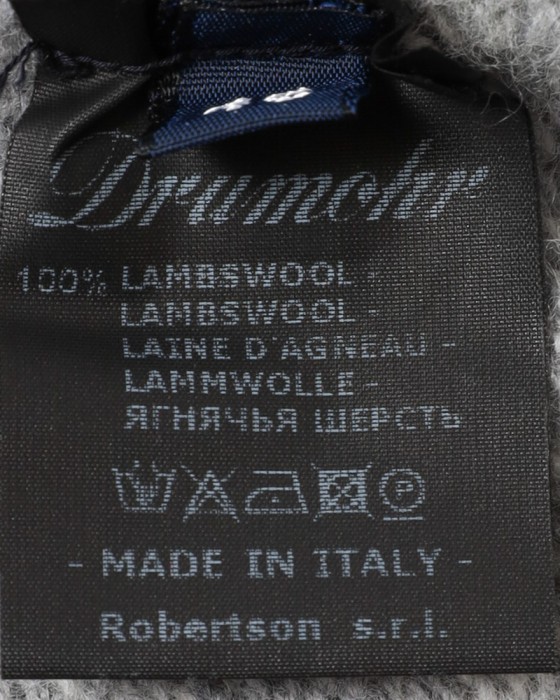 Drumohr
100% LAMBSWOOL -
LAMBSWOOL -
LAINE D'AGNEAU -
LAMMWOLLE -
ЯГНЯЧЬЯ ШЕРСТЬ
P
- MADE IN ITALY -
Robertson s.r.l.